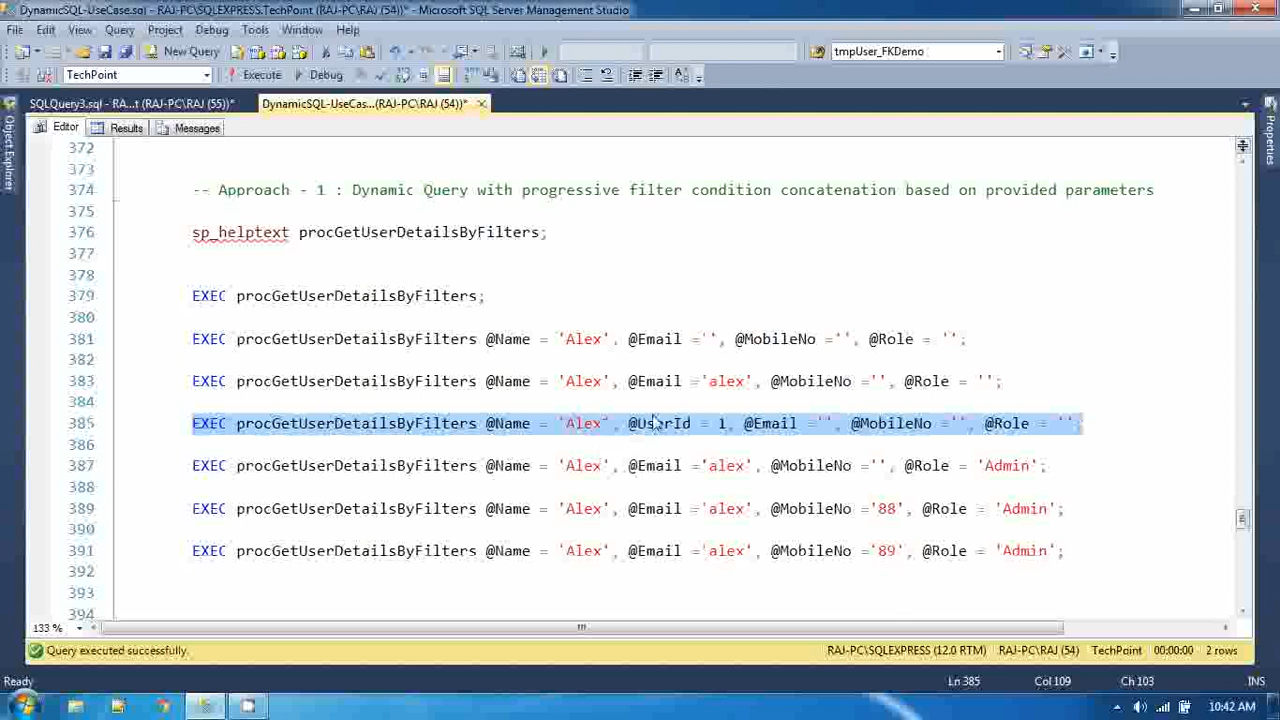 DynamicSQL-UseCase.sql - RAJ-PC\SQLEXPRESS.TechPoint (RAJ-PC\RAJ (54))* - Microsoft SQL Server Management Studio
File Edit View Query Project Debug Tools Window Help
New Query tmpUser_FKDemo
TechPoint Execute Debug
SQLQuery3.sql - RA...t (RAJ-PC\RAJ (55))* DynamicSQL-UseCas...(RAJ-PC\RAJ (54))*
Object Explorer
Properties
Editor Results Messages
372
373
374 -- Approach - 1 : Dynamic Query with progressive filter condition concatenation based on provided parameters
375
376 sp_helptext procGetUserDetailsByFilters;
377
378
379 EXEC procGetUserDetailsByFilters;
380
381 EXEC procGetUserDetailsByFilters @Name = 'Alex', @Email ='', @MobileNo ='', @Role = '';
382
383 EXEC procGetUserDetailsByFilters @Name = 'Alex', @Email ='alex', @MobileNo ='', @Role = '';
384
385 EXEC procGetUserDetailsByFilters @Name = 'Alex', @UserId = 1, @Email ='', @MobileNo ='', @Role = '';
386
387 EXEC procGetUserDetailsByFilters @Name = 'Alex', @Email ='alex', @MobileNo ='', @Role = 'Admin';
388
389 EXEC procGetUserDetailsByFilters @Name = 'Alex', @Email ='alex', @MobileNo ='88', @Role = 'Admin';
390
391 EXEC procGetUserDetailsByFilters @Name = 'Alex', @Email ='alex', @MobileNo ='89', @Role = 'Admin';
392
393
394
133 %
Query executed successfully. RAJ-PC\SQLEXPRESS (12.0 RTM) RAJ-PC\RAJ (54) TechPoint 00:00:00 2 rows
Ready Ln 385 Col 109 Ch 103 INS
10:42 AM